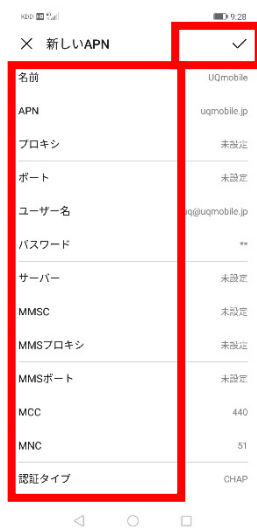 KDDI 9:28
× 新しいAPN ✓
名前 UQmobile
APN uqmobile.jp
プロキシ 未設定
ポート 未設定
ユーザー名 uq@uqmobile.jp
パスワード **
サーバー 未設定
MMSC 未設定
MMSプロキシ 未設定
MMSポート 未設定
MCC 440
MNC 51
認証タイプ CHAP